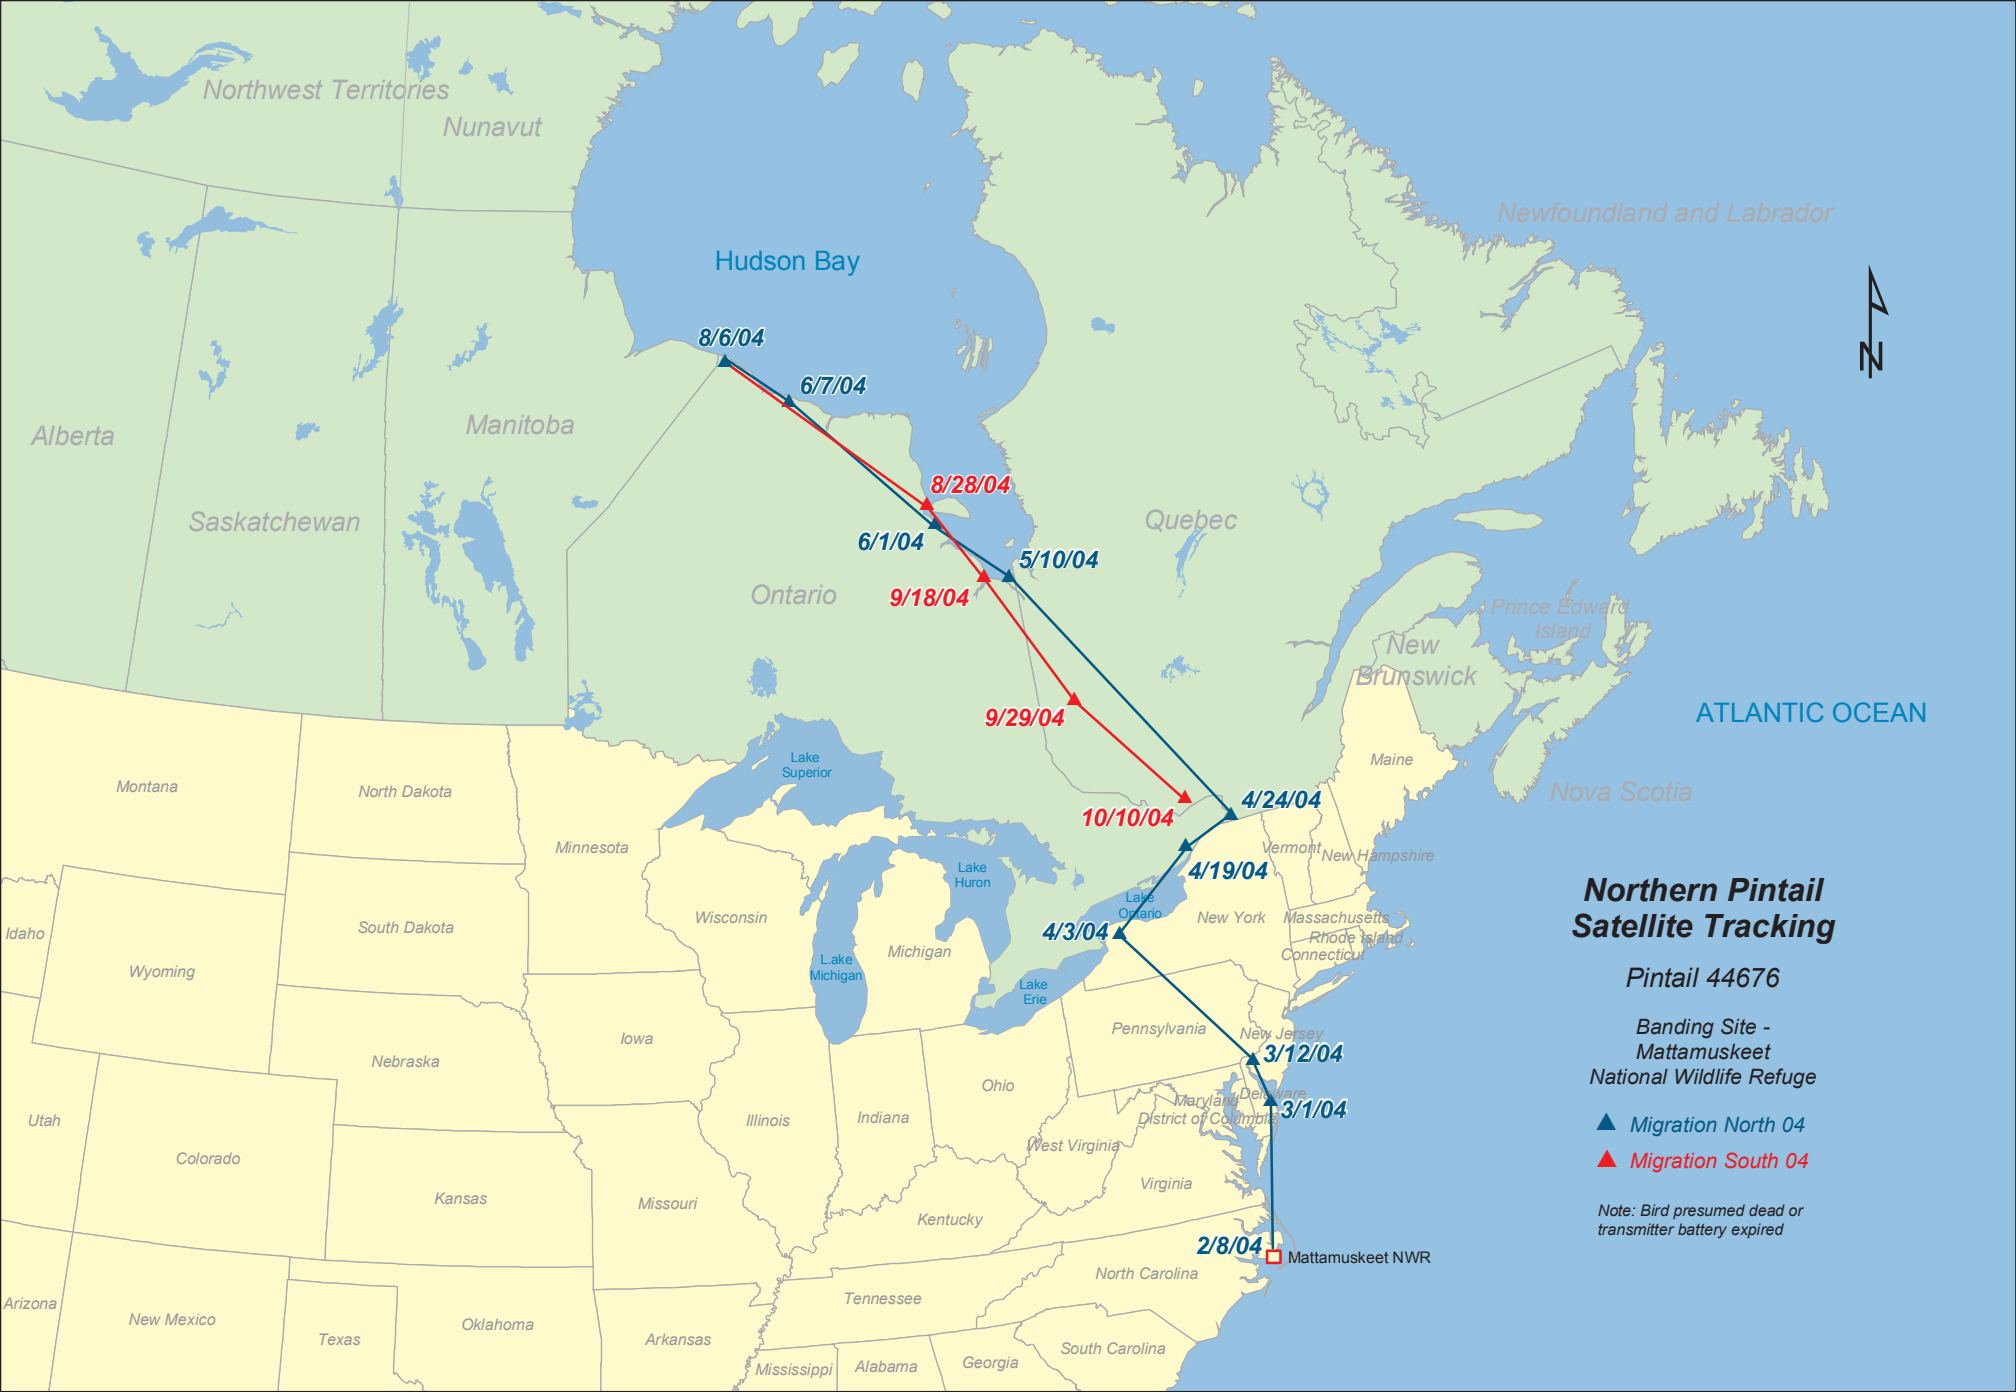 Northwest Territories
Nunavut
Newfoundland and Labrador
Hudson Bay
8/6/04
6/7/04
N
Alberta
Manitoba
8/28/04
Saskatchewan
Quebec
6/1/04
5/10/04
Ontario
9/18/04
Prince Edward
Island
New
Brunswick
9/29/04
ATLANTIC OCEAN
Lake
Superior
Maine
Montana
North Dakota
Nova Scotia
4/24/04
10/10/04
Minnesota
Vermont
New Hampshire
4/19/04
Lake
Huron
Northern Pintail
Satellite Tracking
Lake
Ontario
Wisconsin
New York
Massachusetts
South Dakota
Idaho
4/3/04
Rhode Island
Connecticut
Michigan
L.ake
Michigan
Wyoming
Lake
Erie
Pintail 44676
Pennsylvania
New Jersey
Banding Site -
Mattamuskeet
National Wildlife Refuge
Iowa
Nebraska
3/12/04
Ohio
Delaware
Maryland
3/1/04
District of Columbia
Utah
Illinois
Indiana
Migration North 04
West Virginia
Colorado
Migration South 04
Virginia
Kansas
Missouri
Kentucky
Note: Bird presumed dead or
transmitter battery expired
2/8/04
Mattamuskeet NWR
North Carolina
Arizona
Tennessee
New Mexico
Oklahoma
Texas
Arkansas
South Carolina
Georgia
Alabama
Mississippi